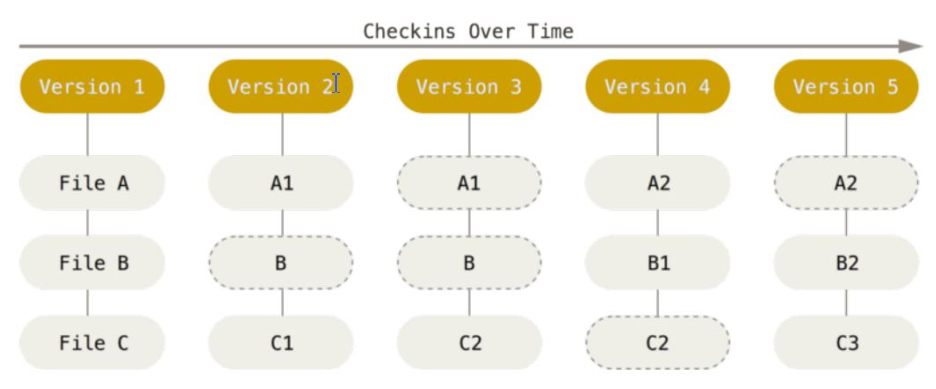 Checkins Over Time
Version 1 Version 2 Version 3 Version 4 Version 5
File A A1 A1 A2 A2
File B B B B1 B2
File C C1 C2 C2 C3